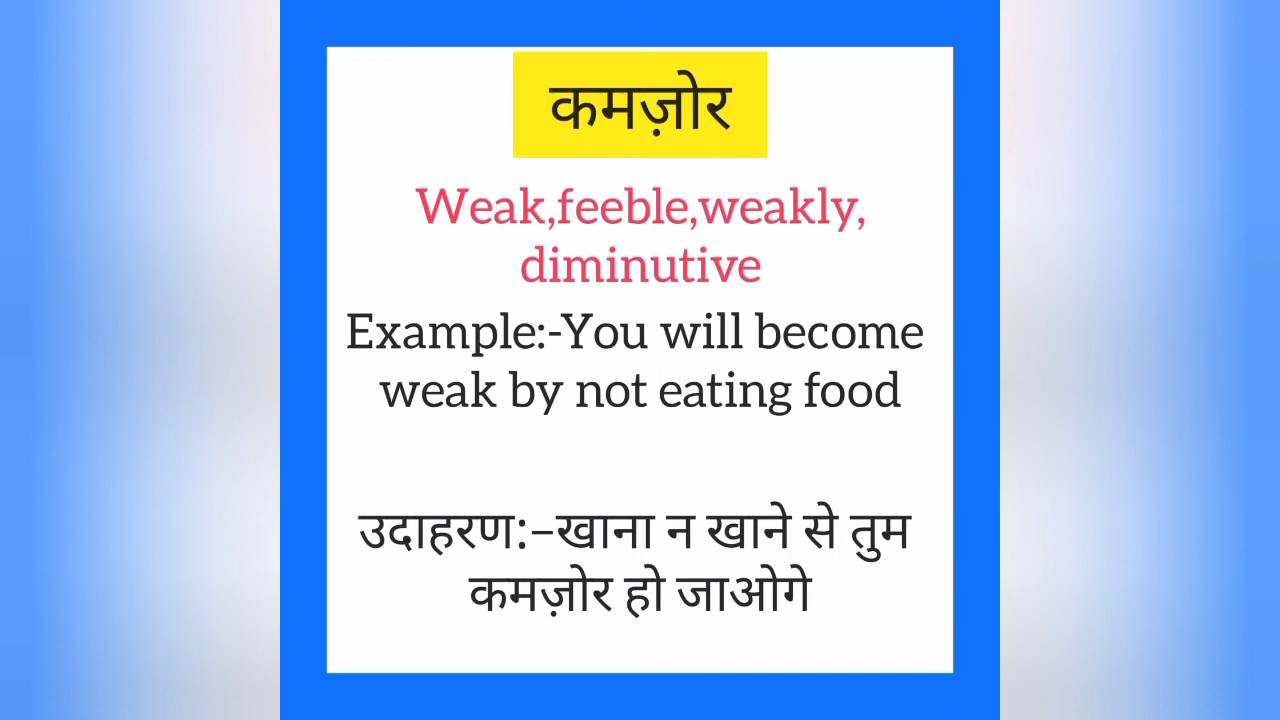 कमज़ोर
Weak,feeble,weakly,
diminutive
Example:-You will become
weak by not eating food
उदाहरण:–खाना न खाने से तुम
कमज़ोर हो जाओगे